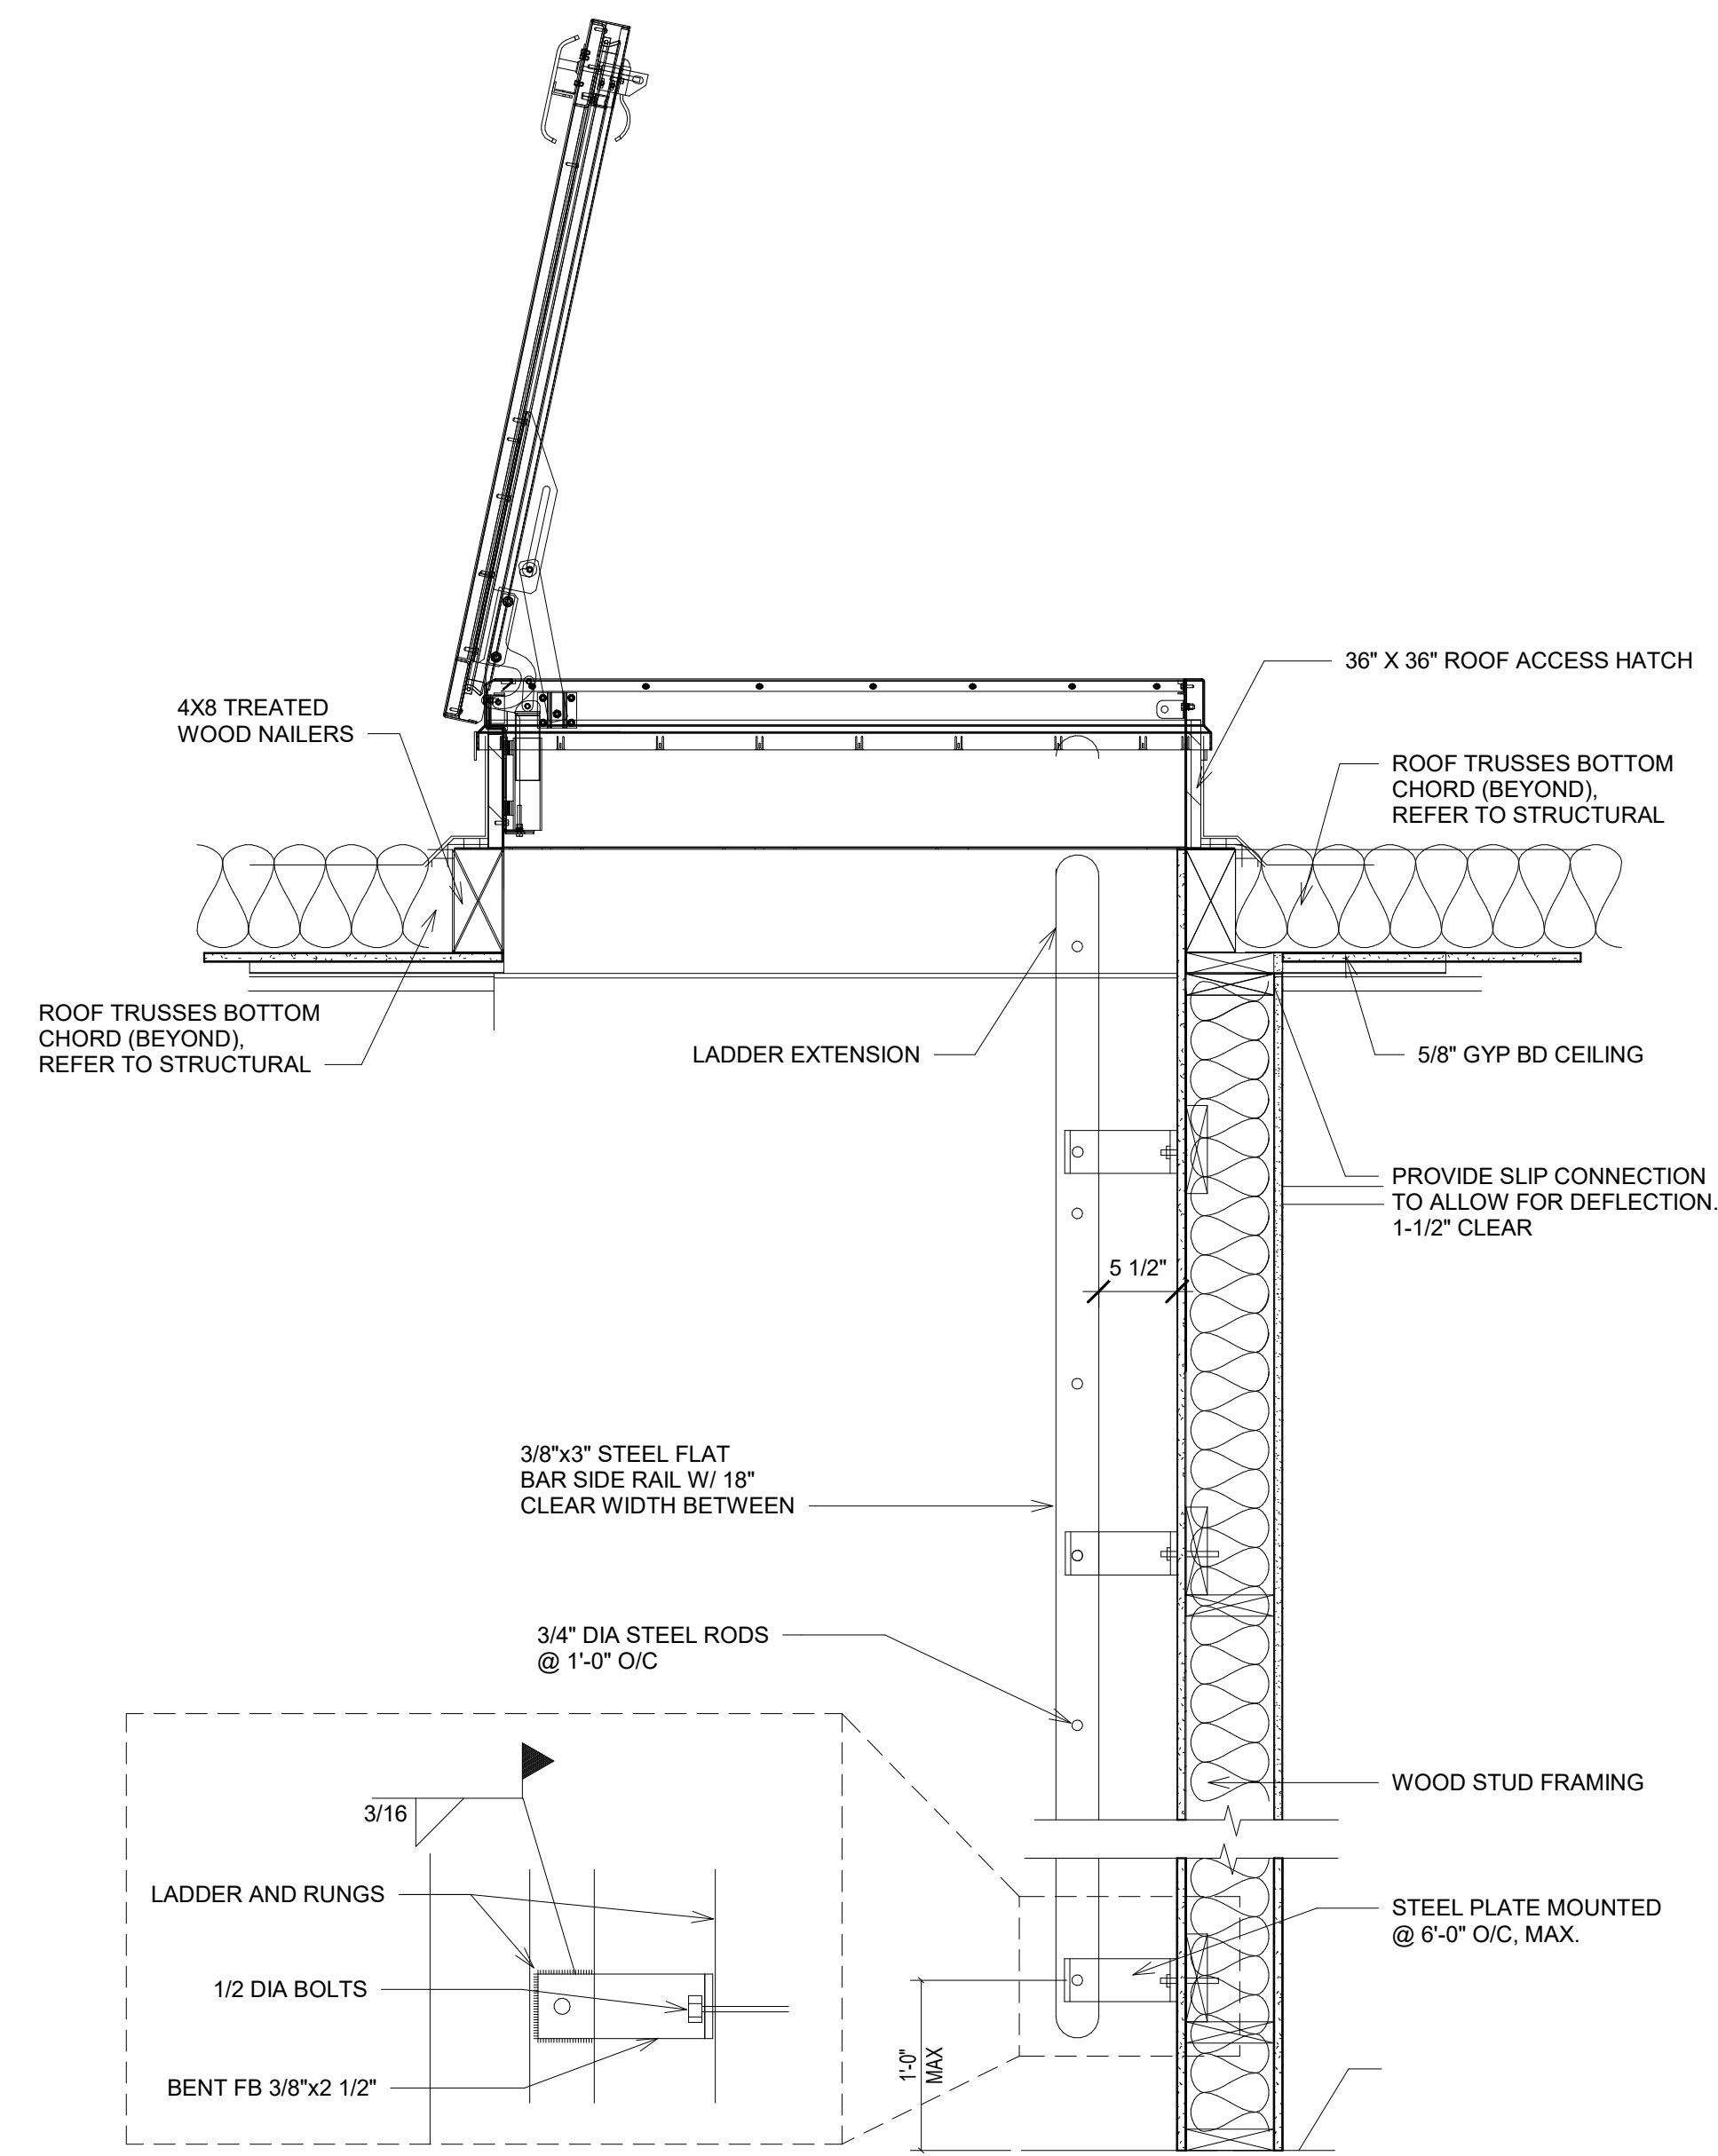 36" X 36" ROOF ACCESS HATCH
4X8 TREATED
WOOD NAILERS
ROOF TRUSSES BOTTOM
CHORD (BEYOND),
REFER TO STRUCTURAL
ROOF TRUSSES BOTTOM
CHORD (BEYOND),
REFER TO STRUCTURAL
LADDER EXTENSION
5/8" GYP BD CEILING
PROVIDE SLIP CONNECTION
TO ALLOW FOR DEFLECTION.
1-1/2" CLEAR
5 1/2"
3/8"x3" STEEL FLAT
BAR SIDE RAIL W/ 18"
CLEAR WIDTH BETWEEN
3/4" DIA STEEL RODS
@ 1'-0" O/C
WOOD STUD FRAMING
3/16
LADDER AND RUNGS
STEEL PLATE MOUNTED
@ 6'-0" O/C, MAX.
1/2 DIA BOLTS
1'-0"
MAX
BENT FB 3/8"x2 1/2"